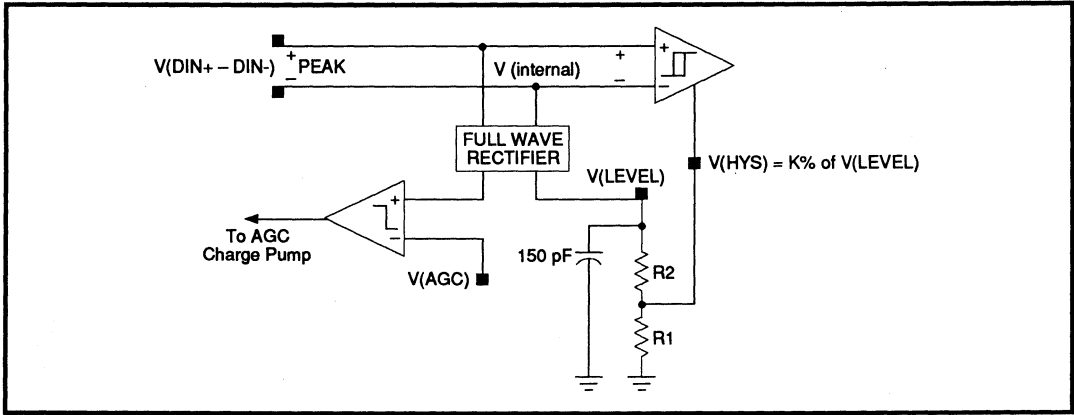 V(DIN+ – DIN-)
+
–
PEAK
V (internal)
+
–
+
–
FULL WAVE
RECTIFIER
V(HYS) = K% of V(LEVEL)
V(LEVEL)
+
–
To AGC
Charge Pump
V(AGC)
150 pF
R2
R1